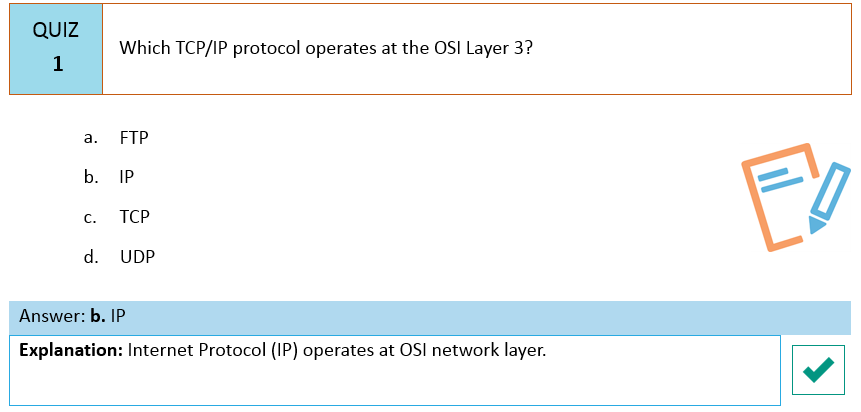 QUIZ
1
Which TCP/IP protocol operates at the OSI Layer 3?
a. FTP
b. IP
c. TCP
d. UDP
Answer: b. IP
Explanation: Internet Protocol (IP) operates at OSI network layer.